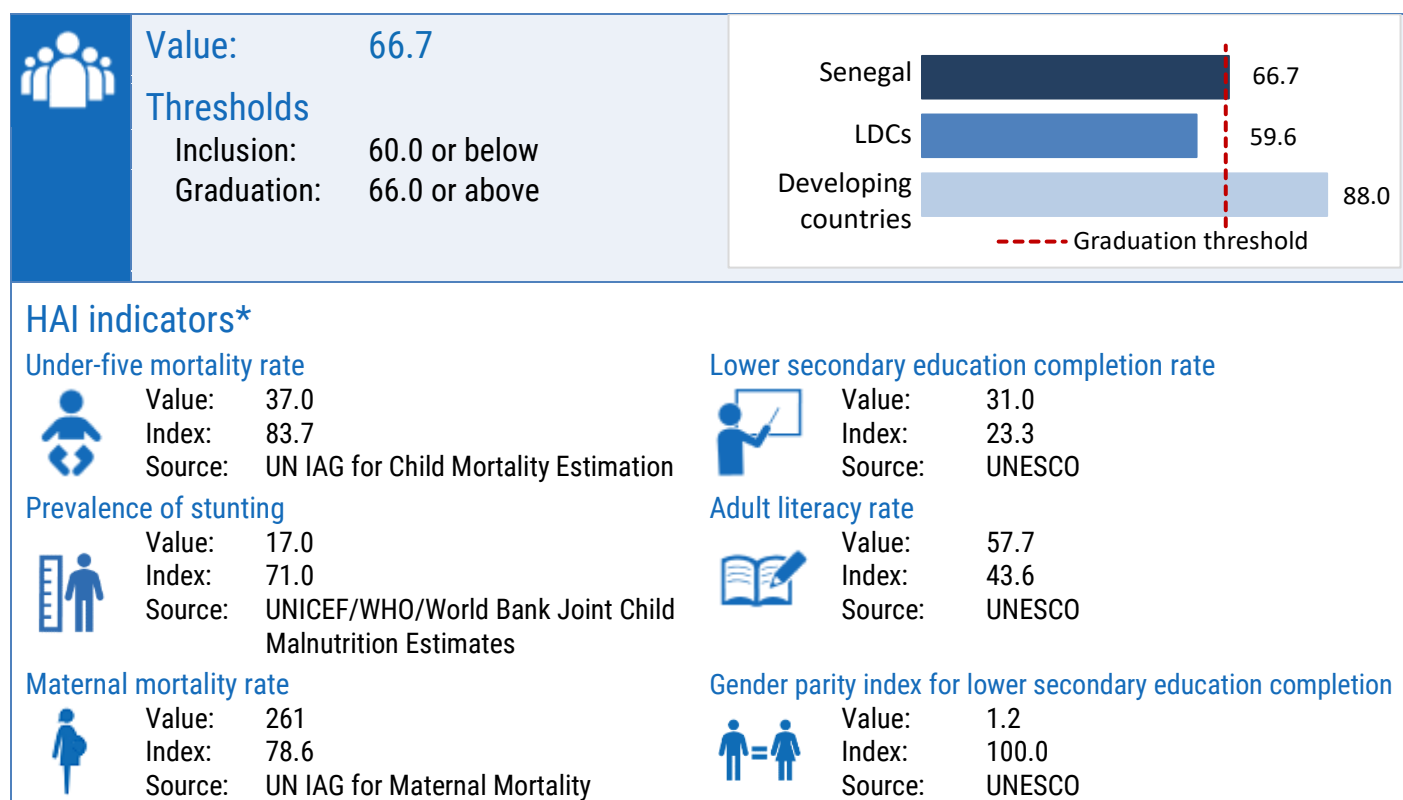 Value: 66.7
Thresholds
Inclusion: 60.0 or below
Graduation: 66.0 or above
Senegal 66.7
LDCs 59.6
Developing
countries 88.0
Graduation threshold
HAI indicators*
Under-five mortality rate
Value: 37.0
Index: 83.7
Source: UN IAG for Child Mortality Estimation
Prevalence of stunting
Value: 17.0
Index: 71.0
Source: UNICEF/WHO/World Bank Joint Child
Malnutrition Estimates
Maternal mortality rate
Value: 261
Index: 78.6
Source: UN IAG for Maternal Mortality
Lower secondary education completion rate
Value: 31.0
Index: 23.3
Source: UNESCO
Adult literacy rate
Value: 57.7
Index: 43.6
Source: UNESCO
Gender parity index for lower secondary education completion
Value: 1.2
Index: 100.0
Source: UNESCO